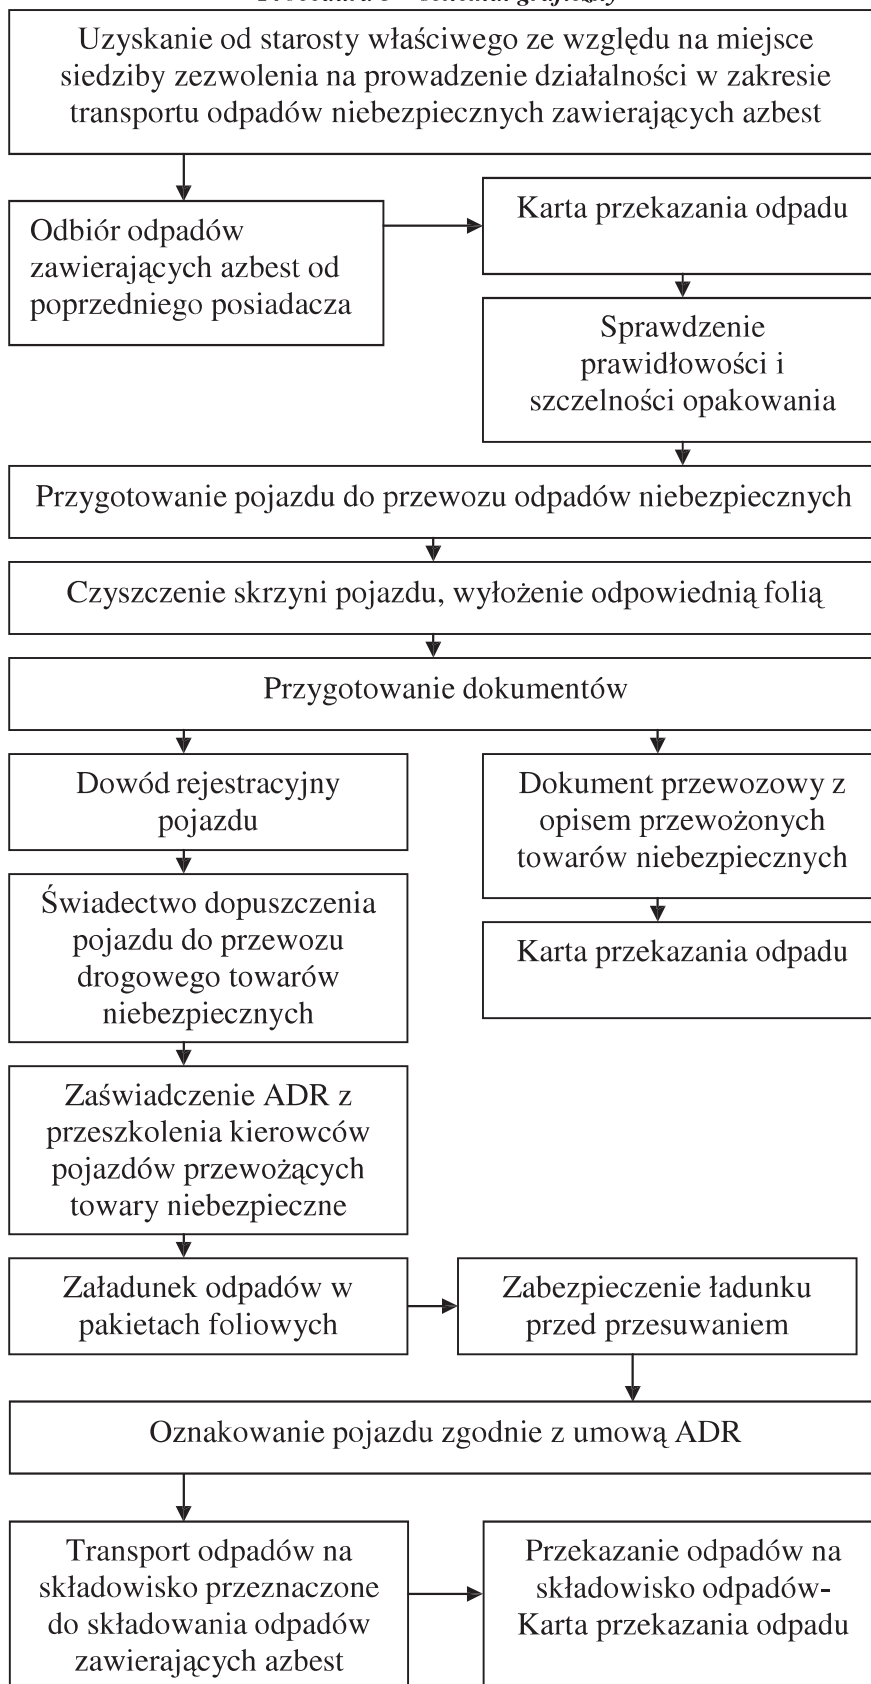 Uzyskanie od starosty właściwego ze względu na miejsce
siedziby zezwolenia na prowadzenie działalności w zakresie
transportu odpadów niebezpiecznych zawierających azbest
Odbiór odpadów
zawierających azbest od
poprzedniego posiadacza
Karta przekazania odpadu
Sprawdzenie
prawidłowości i
szczelności opakowania
Przygotowanie pojazdu do przewozu odpadów niebezpiecznych
Czyszczenie skrzyni pojazdu, wyłożenie odpowiednią folią
Przygotowanie dokumentów
Dowód rejestracyjny
pojazdu
Świadectwo dopuszczenia
pojazdu do przewozu
drogowego towarów
niebezpiecznych
Zaświadczenie ADR z
przeszkolenia kierowców
pojazdów przewożących
towary niebezpieczne
Dokument przewozowy z
opisem przewożonych
towarów niebezpiecznych
Karta przekazania odpadu
Załadunek odpadów w
pakietach foliowych
Zabezpieczenie ładunku
przed przesuwaniem
Oznakowanie pojazdu zgodnie z umową ADR
Transport odpadów na
składowisko przeznaczone
do składowania odpadów
zawierających azbest
Przekazanie odpadów na
składowisko odpadów-
Karta przekazania odpadu